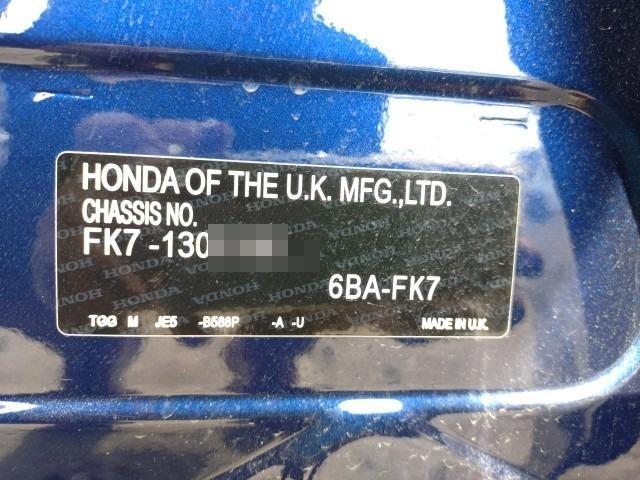 HONDA OF THE U.K. MFG.,LTD.
CHASSIS NO.
FK7-130
6BA-FK7
TGG M JE5 -B588P -A -U MADE IN U.K.